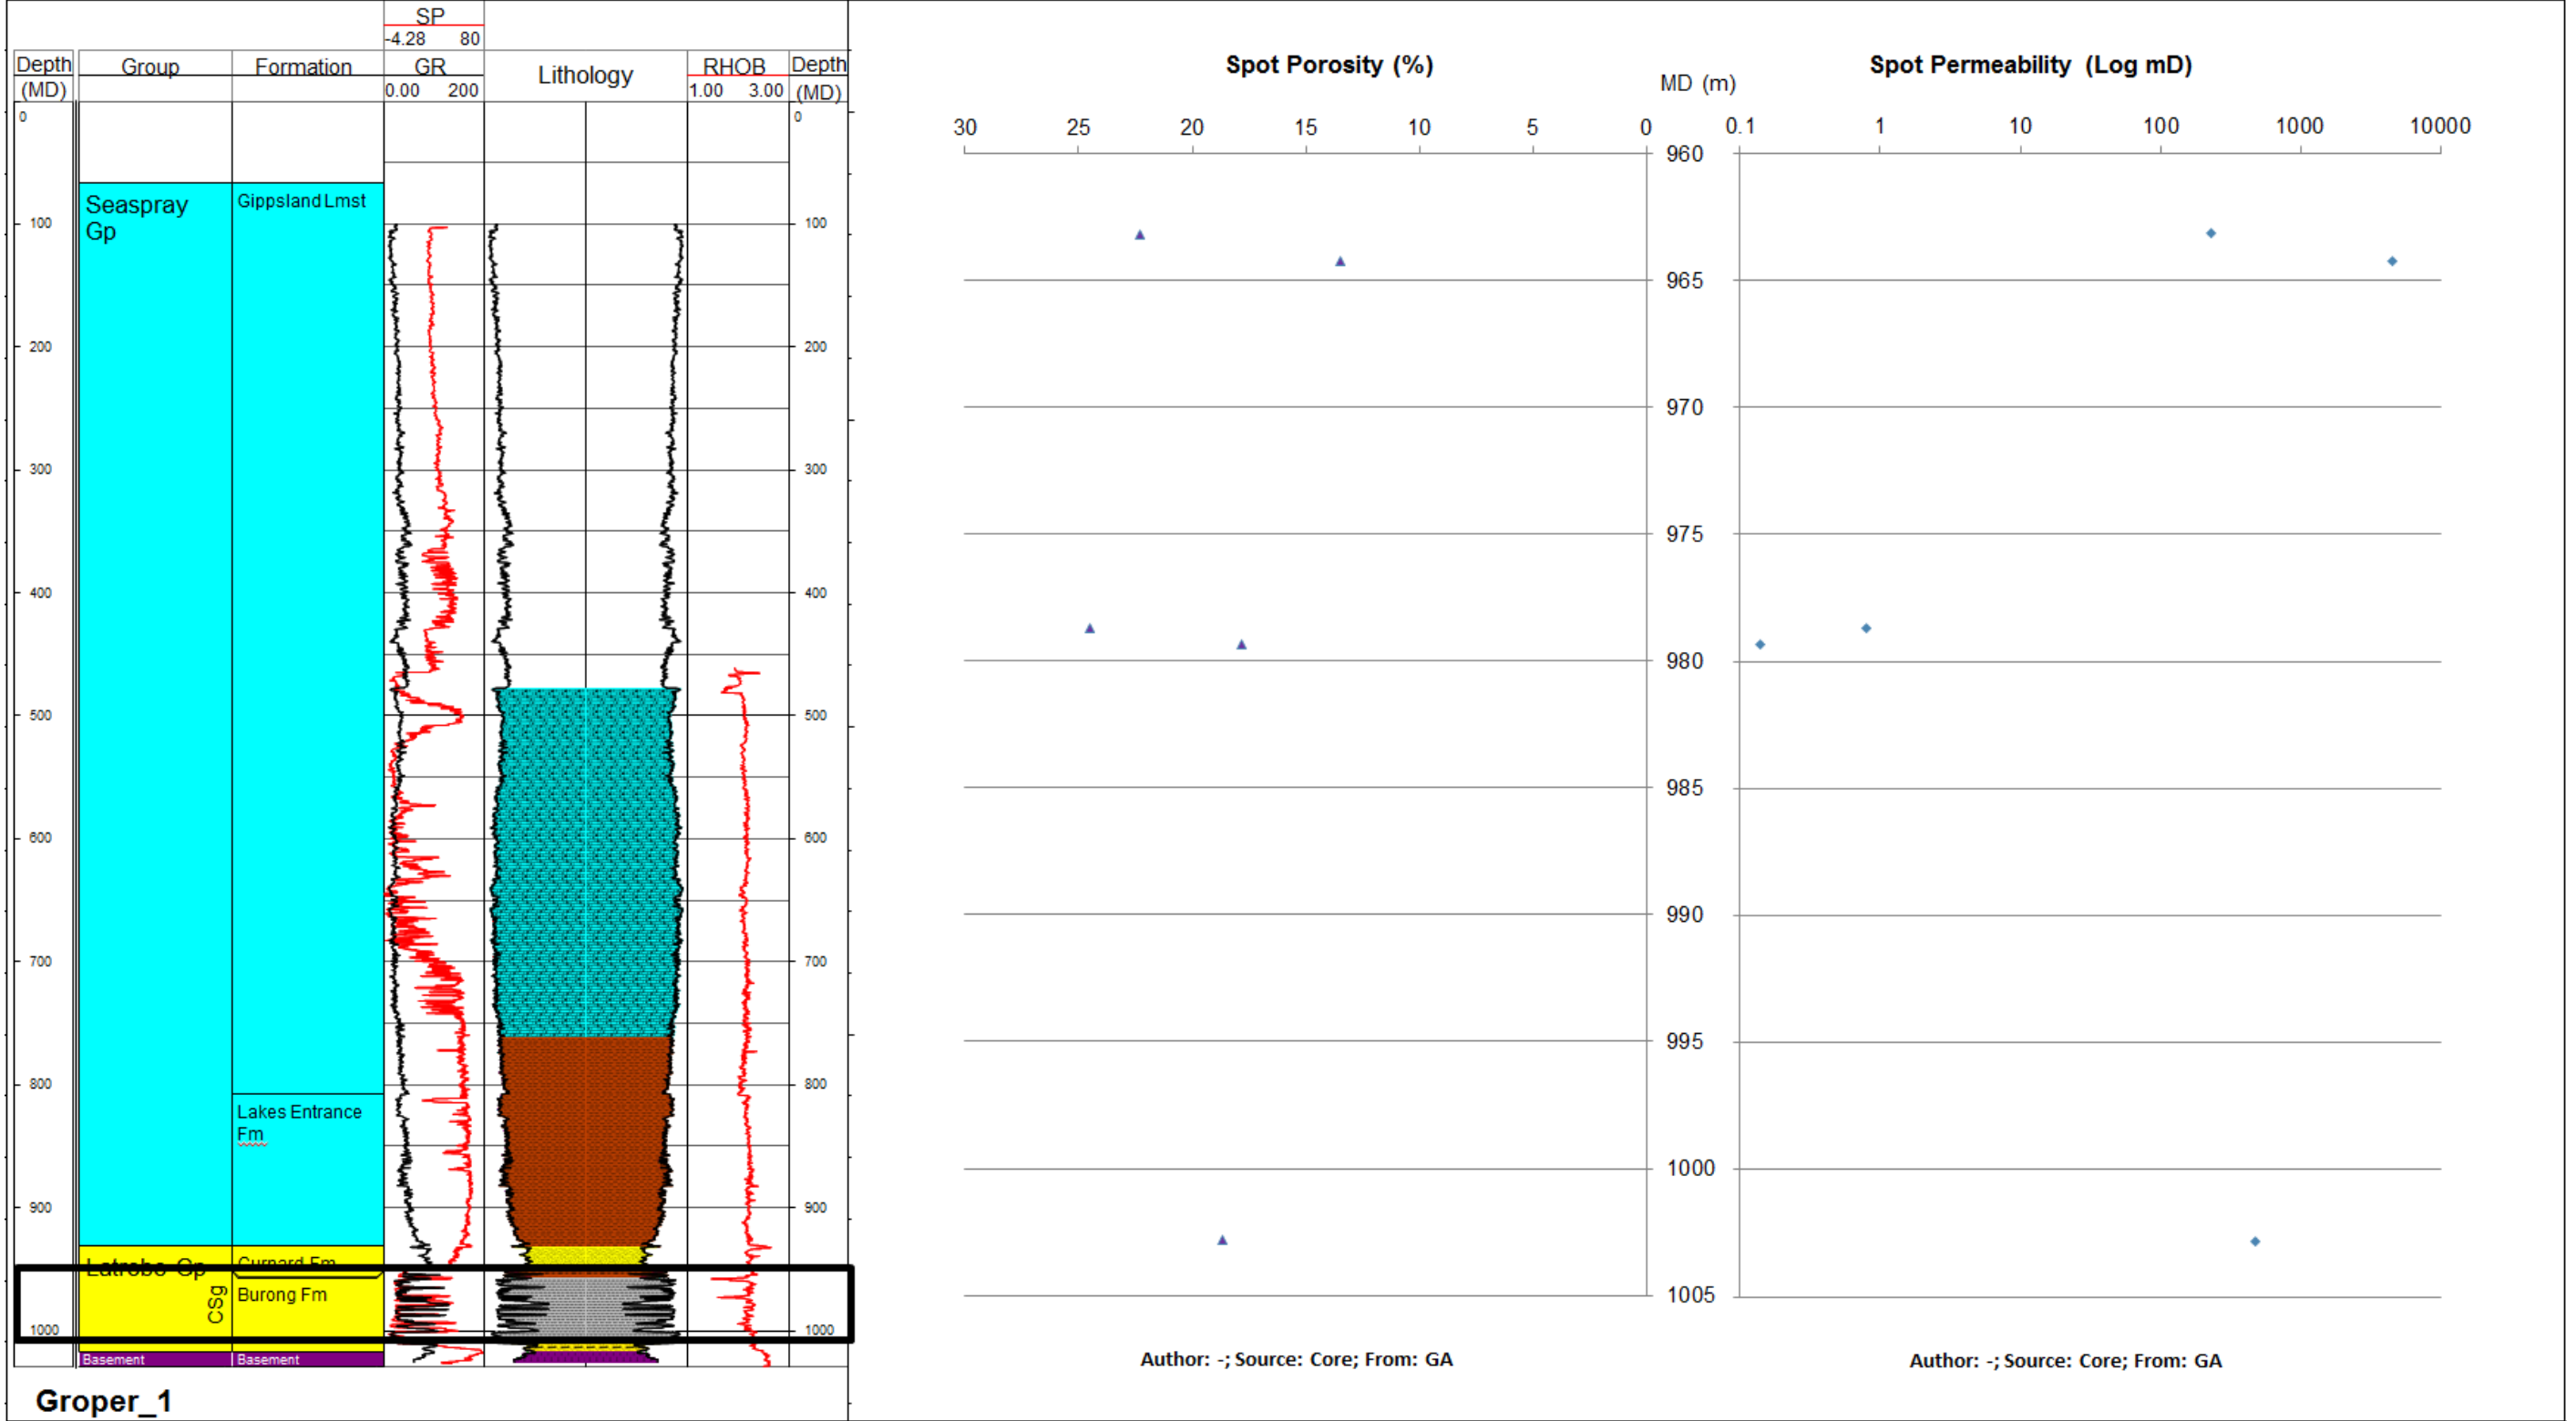 SP
-4.28 80
Depth Group Formation GR Lithology RHOB Depth
(MD) 0.00 200 1.00 3.00 (MD)
0 0
Seaspray
Gp
Gippsland Lmst
100 100
200 200
300 300
400 400
500 500
600 600
700 700
800 800
Lakes Entrance
Fm
900 900
Latrobe Gp
Gurnard Fm
CSg
Burong Fm
1000 1000
Basement Basement
Groper_1
Spot Porosity (%)
30 25 20 15 10 5 0
MD (m)
960
965
970
975
980
985
990
995
1000
1005
Spot Permeability (Log mD)
0.1 1 10 100 1000 10000
Author: -; Source: Core; From: GA
Author: -; Source: Core; From: GA